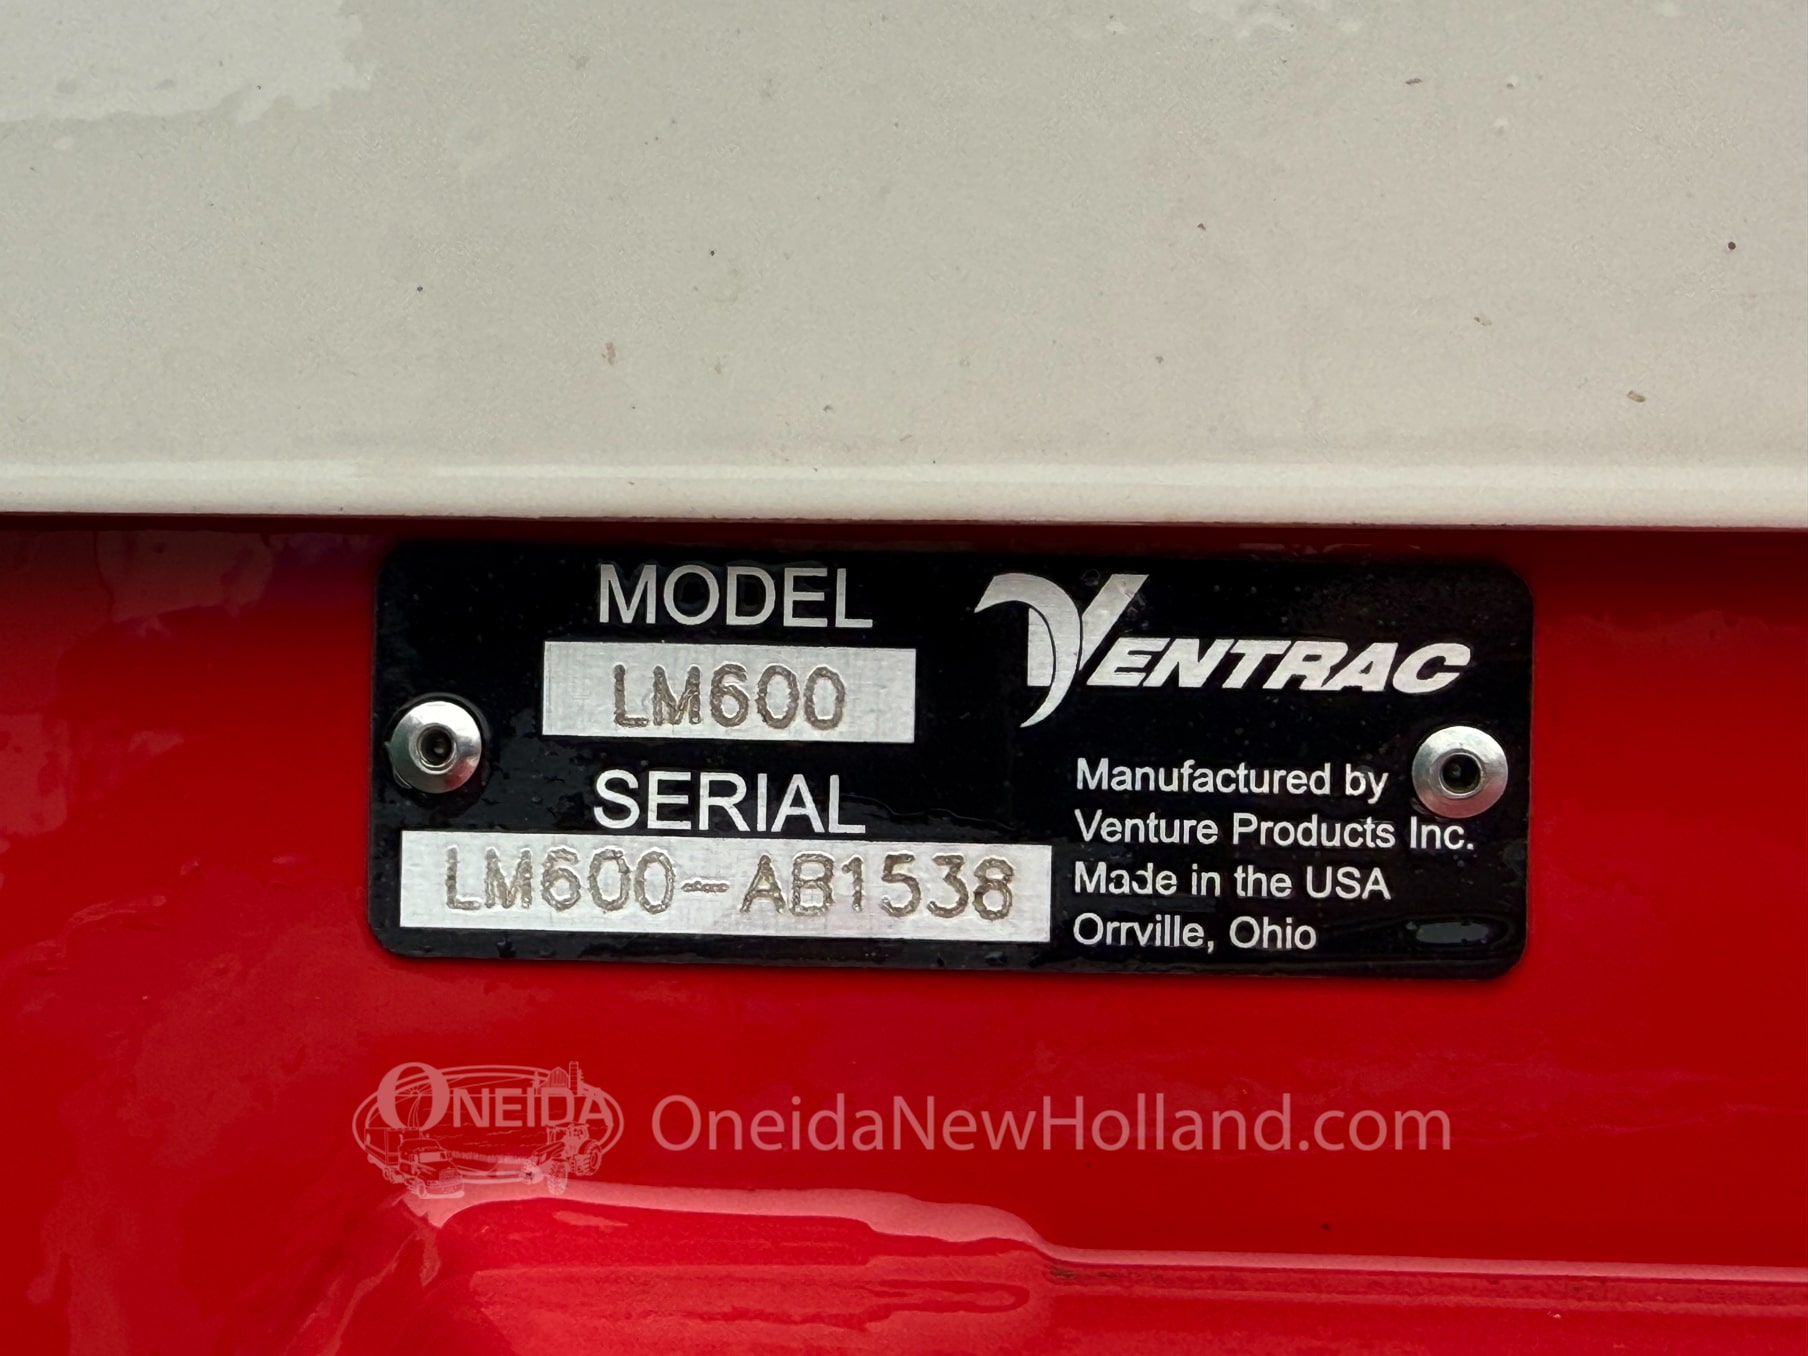 MODEL
LM600
SERIAL
LM600-AB1538
VENTRAC
Manufactured by
Venture Products Inc.
Made in the USA
Orrville, Ohio
ONEIDA OneidaNewHolland.com